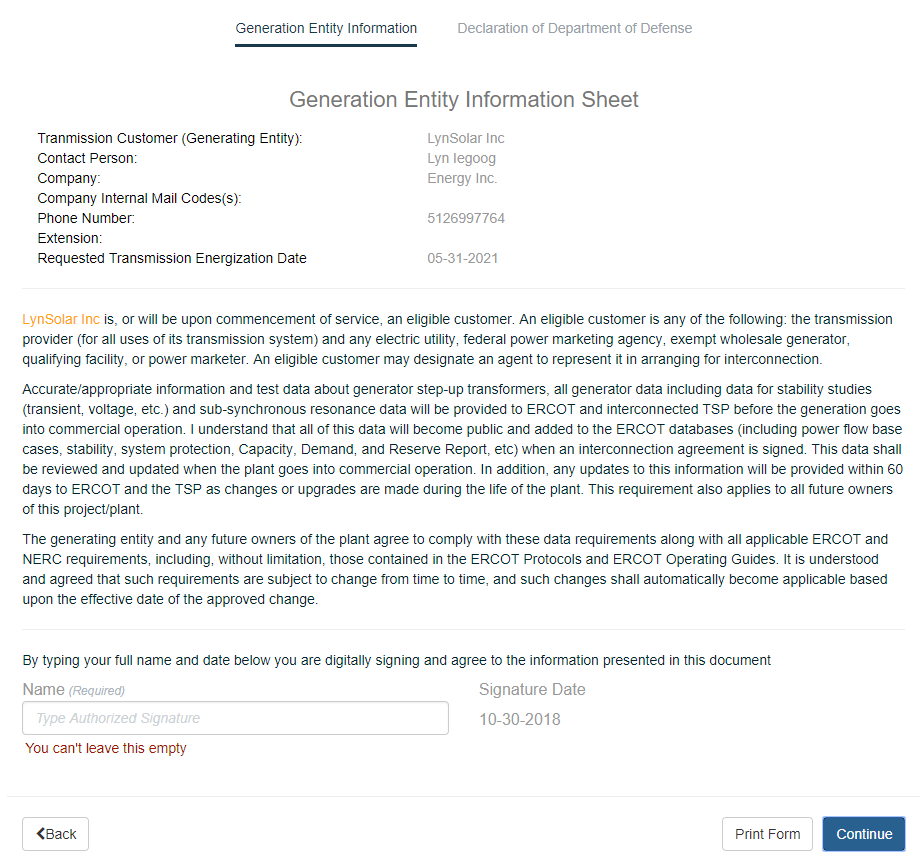 Generation Entity Information Declaration of Department of Defense
Generation Entity Information Sheet
Tranmission Customer (Generating Entity): LynSolar Inc
Contact Person: Lyn Iegoog
Company: Energy Inc.
Company Internal Mail Codes(s):
Phone Number: 5126997764
Extension:
Requested Transmission Energization Date 05-31-2021
LynSolar Inc is, or will be upon commencement of service, an eligible customer. An eligible customer is any of the following: the transmission
provider (for all uses of its transmission system) and any electric utility, federal power marketing agency, exempt wholesale generator,
qualifying facility, or power marketer. An eligible customer may designate an agent to represent it in arranging for interconnection.
Accurate/appropriate information and test data about generator step-up transformers, all generator data including data for stability studies
(transient, voltage, etc.) and sub-synchronous resonance data will be provided to ERCOT and interconnected TSP before the generation goes
into commercial operation. I understand that all of this data will become public and added to the ERCOT databases (including power flow base
cases, stability, system protection, Capacity, Demand, and Reserve Report, etc) when an interconnection agreement is signed. This data shall
be reviewed and updated when the plant goes into commercial operation. In addition, any updates to this information will be provided within 60
days to ERCOT and the TSP as changes or upgrades are made during the life of the plant. This requirement also applies to all future owners
of this project/plant.
The generating entity and any future owners of the plant agree to comply with these data requirements along with all applicable ERCOT and
NERC requirements, including, without limitation, those contained in the ERCOT Protocols and ERCOT Operating Guides. It is understood
and agreed that such requirements are subject to change from time to time, and such changes shall automatically become applicable based
upon the effective date of the approved change.
By typing your full name and date below you are digitally signing and agree to the information presented in this document
Name (Required) Signature Date
Type Authorized Signature 10-30-2018
You can't leave this empty
Back Print Form Continue